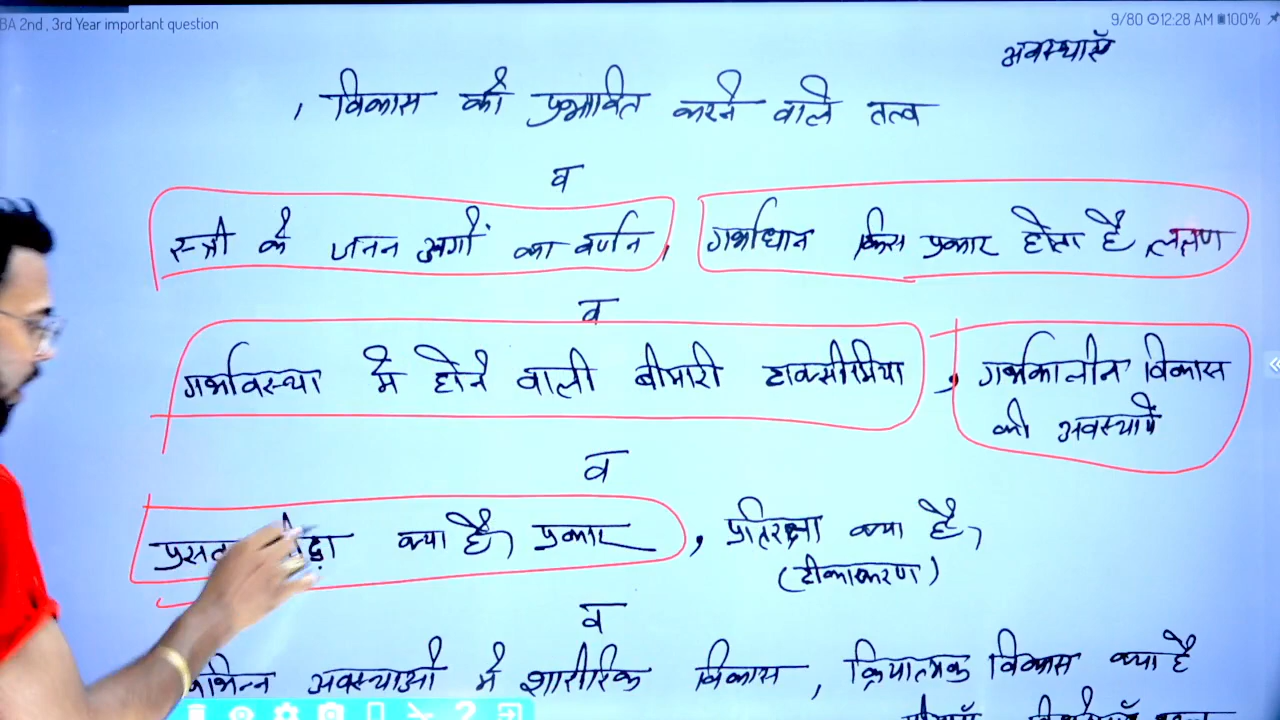 BA 2nd , 3rd Year important question
9/80 12:28 AM 100%
अवस्थाएँ
, विकास को प्रभावित करने वाले तत्व
व
स्त्री के जनन अगों का वर्णन, गर्भाधान किस प्रकार होता है लक्षण
व
गर्भावस्था में होने वाली बीमारी टाक्सीमिया , गर्भकालीन विकास
की अवस्थायें
व
क्या है, प्रकार , प्रतिरक्षा क्या है,
(टीकाकरण)
व
अवस्थाओं में शारीरिक विकास , क्रियात्मक विकास क्या है